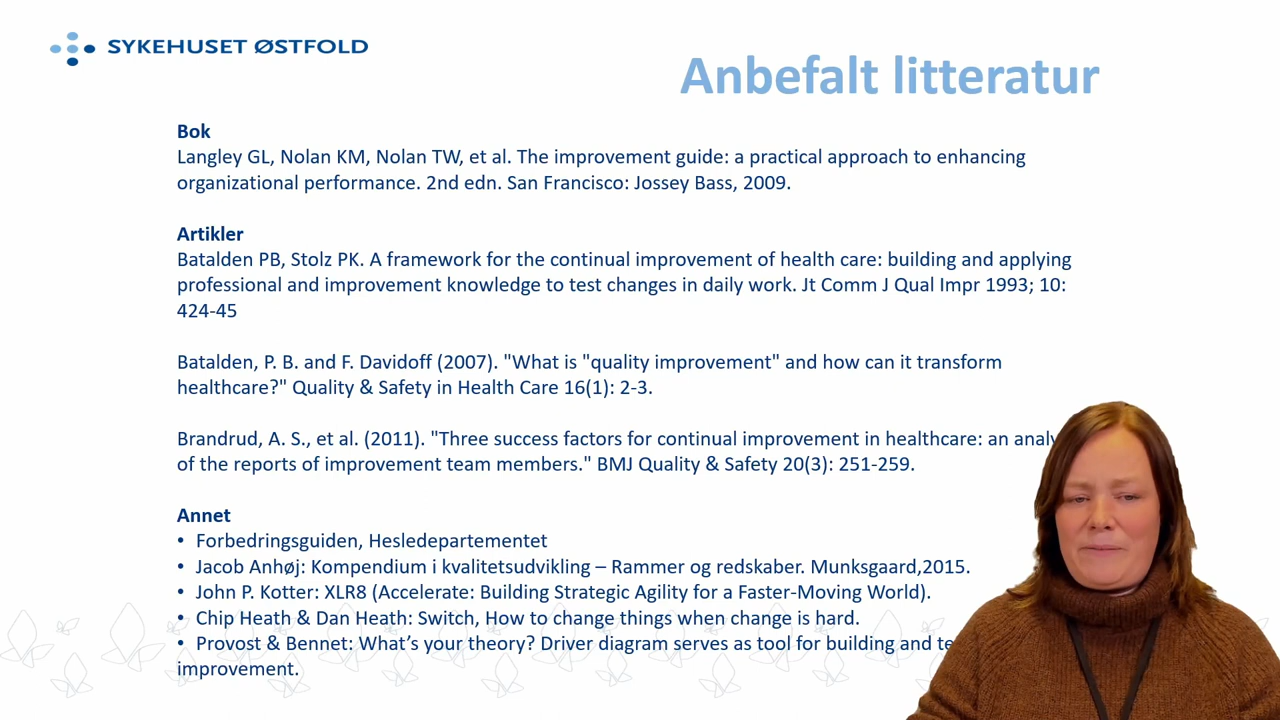 SYKEHUSET ØSTFOLD
Anbefalt litteratur
Bok
Langley GL, Nolan KM, Nolan TW, et al. The improvement guide: a practical approach to enhancing
organizational performance. 2nd edn. San Francisco: Jossey Bass, 2009.
Artikler
Batalden PB, Stolz PK. A framework for the continual improvement of health care: building and applying
professional and improvement knowledge to test changes in daily work. Jt Comm J Qual Impr 1993; 10:
424-45
Batalden, P. B. and F. Davidoff (2007). "What is "quality improvement" and how can it transform
healthcare?" Quality & Safety in Health Care 16(1): 2-3.
Brandrud, A. S., et al. (2011). "Three success factors for continual improvement in healthcare: an
of the reports of improvement team members." BMJ Quality & Safety 20(3): 251-259.
Annet
• Forbedringsguiden, Hesledepartementet
• Jacob Anhøj: Kompendium i kvalitetsudvikling – Rammer og redskaber. Munksgaard,2015.
• John P. Kotter: XLR8 (Accelerate: Building Strategic Agility for a Faster-Moving World).
• Chip Heath & Dan Heath: Switch, How to change things when change is hard.
• Provost & Bennet: What's your theory? Driver diagram serves as tool for building and
improvement.